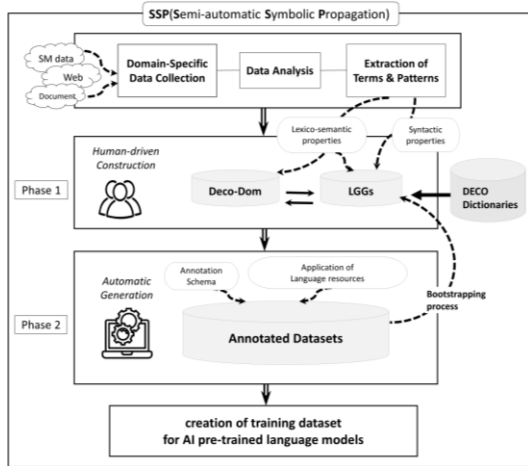 SSP(Semi-automatic Symbolic Propagation)
SM data
Web
Document
Domain-Specific
Data Collection
Data Analysis
Extraction of
Terms & Patterns
Lexico-semantic
properties
Syntactic
properties
Phase 1
Human-driven
Construction
Deco-Dom
LGGs
DECO
Dictionaries
Phase 2
Automatic
Generation
Annotation
Schema
Application of
Language resources
Bootstrapping
process
Annotated Datasets
creation of training dataset
for AI pre-trained language models